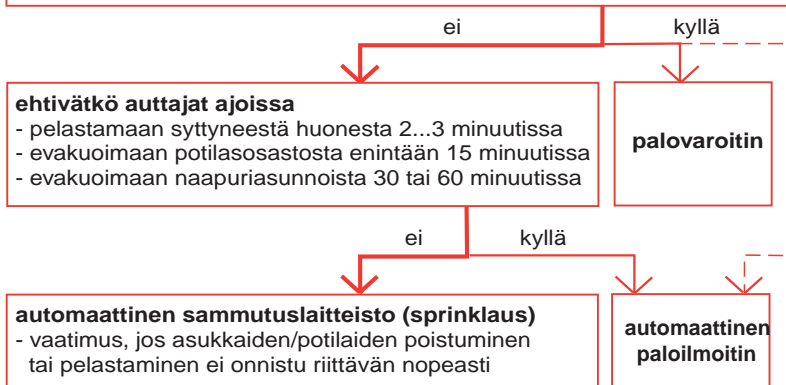 ei
kyllä
ehtivätkö auttajat ajoissa
- pelastamaan syttyneestä huonesta 2...3 minuutissa
- evakuoimaan potilasosastosta enintään 15 minuutissa
- evakuoimaan naapuriasunnoista 30 tai 60 minuutissa
palovaroitin
ei
kyllä
automaattinen sammutuslaitteisto (sprinklaus)
- vaatimus, jos asukkaiden/potilaiden poistuminen
tai pelastaminen ei onnistu riittävän nopeasti
automaattinen
paloilmoitin